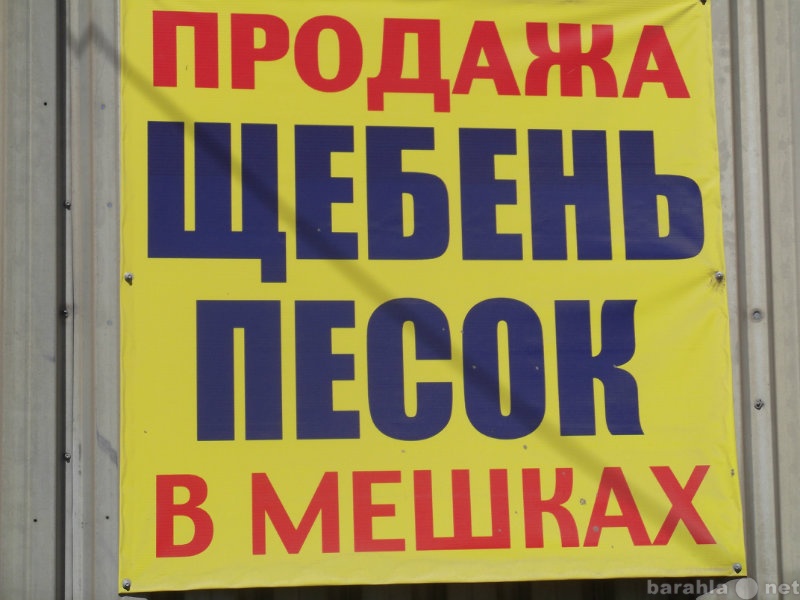 ПРОДАЖА
ЩЕБЕНЬ
ПЕСОК
В МЕШКАХ
barahla net